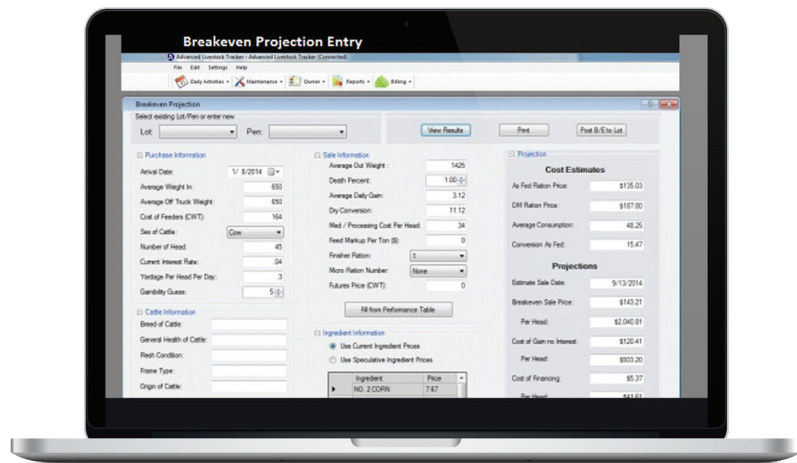 Breakeven Projection Entry
Advanced Livestock Tracker - Advanced Livestock Tracker (Connected)
File Edit Settings Help
Daily Activities Maintenance Owner Reports Billing
Breakeven Projection
Select existing Lot/Pen or enter new
Lot: Pen: View Results Print Post B/E to Lot
Purchase Information
Arrival Date: 1/ 8/2014
Average Weight In: 650
Average Off Truck Weight: 650
Cost of Feeders (CWT): 164
Sex of Cattle: Cow
Number of Head: 45
Current Interest Rate: .04
Yardage Per Head Per Day: .3
Gambility Guess: 5
Cattle Information
Breed of Cattle:
General Health of Cattle:
Flesh Condition:
Frame Type:
Origin of Cattle:
Sale Information
Average Out Weight : 1425
Death Percent: 1.00
Average Daily Gain: 3.12
Dry Conversion: 11.12
Med / Processing Cost Per Head: 34
Feed Markup Per Ton ($): 0
Finisher Ration: 1
Micro Ration Number None
Futures Price (CWT): 0
Fill from Performance Table
Ingredient Information
Use Current Ingredient Prices
Use Speculative Ingredient Prices
Ingredient Price
NO. 2 CORN 7.67
Projection
Cost Estimates
As Fed Ration Price: $135.03
DM Ration Price: $187.80
Average Consumption: 48.25
Conversion As Fed: 15.47
Projections
Estimate Sale Date: 9/13/2014
Breakeven Sale Price: $143.21
Per Head: $2,040.81
Cost of Gain no Interest: $120.41
Per Head: $933.20
Cost of Financing: $5.37
Per Head: $41.61